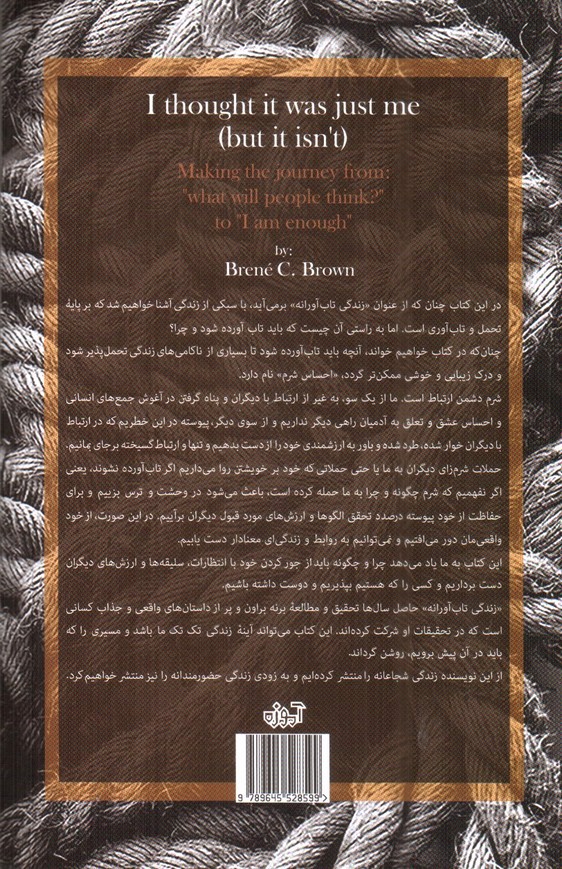 I thought it was just me
(but it isn't)
Making the journey from:
"what will people think?"
to "I am enough"
by:
Brené C. Brown
در این کتاب چنان که از عنوان «زندگی تاب‌آورانه» برمی‌آید، با سبکی از زندگی آشنا خواهیم شد که بر پایهٔ
تحمل و تاب‌آوری است. اما به راستی آن چیست که باید تاب آورده شود و چرا؟
چنان‌که در کتاب خواهیم خواند، آنچه باید تاب‌آورده شود تا بسیاری از ناکامی‌های زندگی تحمل‌پذیر شود
و درک زیبایی و خوشی ممکن‌تر گردد، «احساس شرم» نام دارد.
شرم دشمن ارتباط است. ما از یک سو، به غیر از ارتباط با دیگران و پناه گرفتن در آغوش جمع‌های انسانی
و احساس عشق و تعلق به آدمیان راهی دیگر نداریم و از سوی دیگر، پیوسته در این خطریم که در ارتباط
با دیگران خوار شده، طرد شده و باور به ارزشمندی خود را از دست بدهیم و تنها و ارتباط گسیخته برجای بمانیم.
حملات شرم‌زای دیگران به ما یا حتی حملاتی که خود بر خویشتن روا می‌داریم اگر تاب‌آورده نشوند، یعنی
اگر نفهمیم که شرم چگونه و چرا به ما حمله کرده است، باعث می‌شود در وحشت و ترس بزییم و برای
حفاظت از خود پیوسته درصدد تحقق الگوها و ارزش‌های مورد قبول دیگران برآییم. در این صورت، از خود
واقعی‌مان دور می‌افتیم و نمی‌توانیم به روابط و زندگی‌ای معنادار دست یابیم.
این کتاب به ما یاد می‌دهد چرا و چگونه باید از جور کردن خود با انتظارات، سلیقه‌ها و ارزش‌های دیگران
دست برداریم و کسی را که هستیم بپذیریم و دوست داشته باشیم.
«زندگی تاب‌آورانه» حاصل سال‌ها تحقیق و مطالعهٔ برنه براون و پر از داستان‌های واقعی و جذاب کسانی
است که در تحقیقات او شرکت کرده‌اند. این کتاب می‌تواند آینهٔ زندگی تک تک ما باشد و مسیری را که
باید در آن پیش برویم، روشن گرداند.
از این نویسنده زندگی شجاعانه را منتشر کرده‌ایم و به زودی زندگی حضورمندانه را نیز منتشر خواهیم کرد.
آموزه
9 789645 528599 >